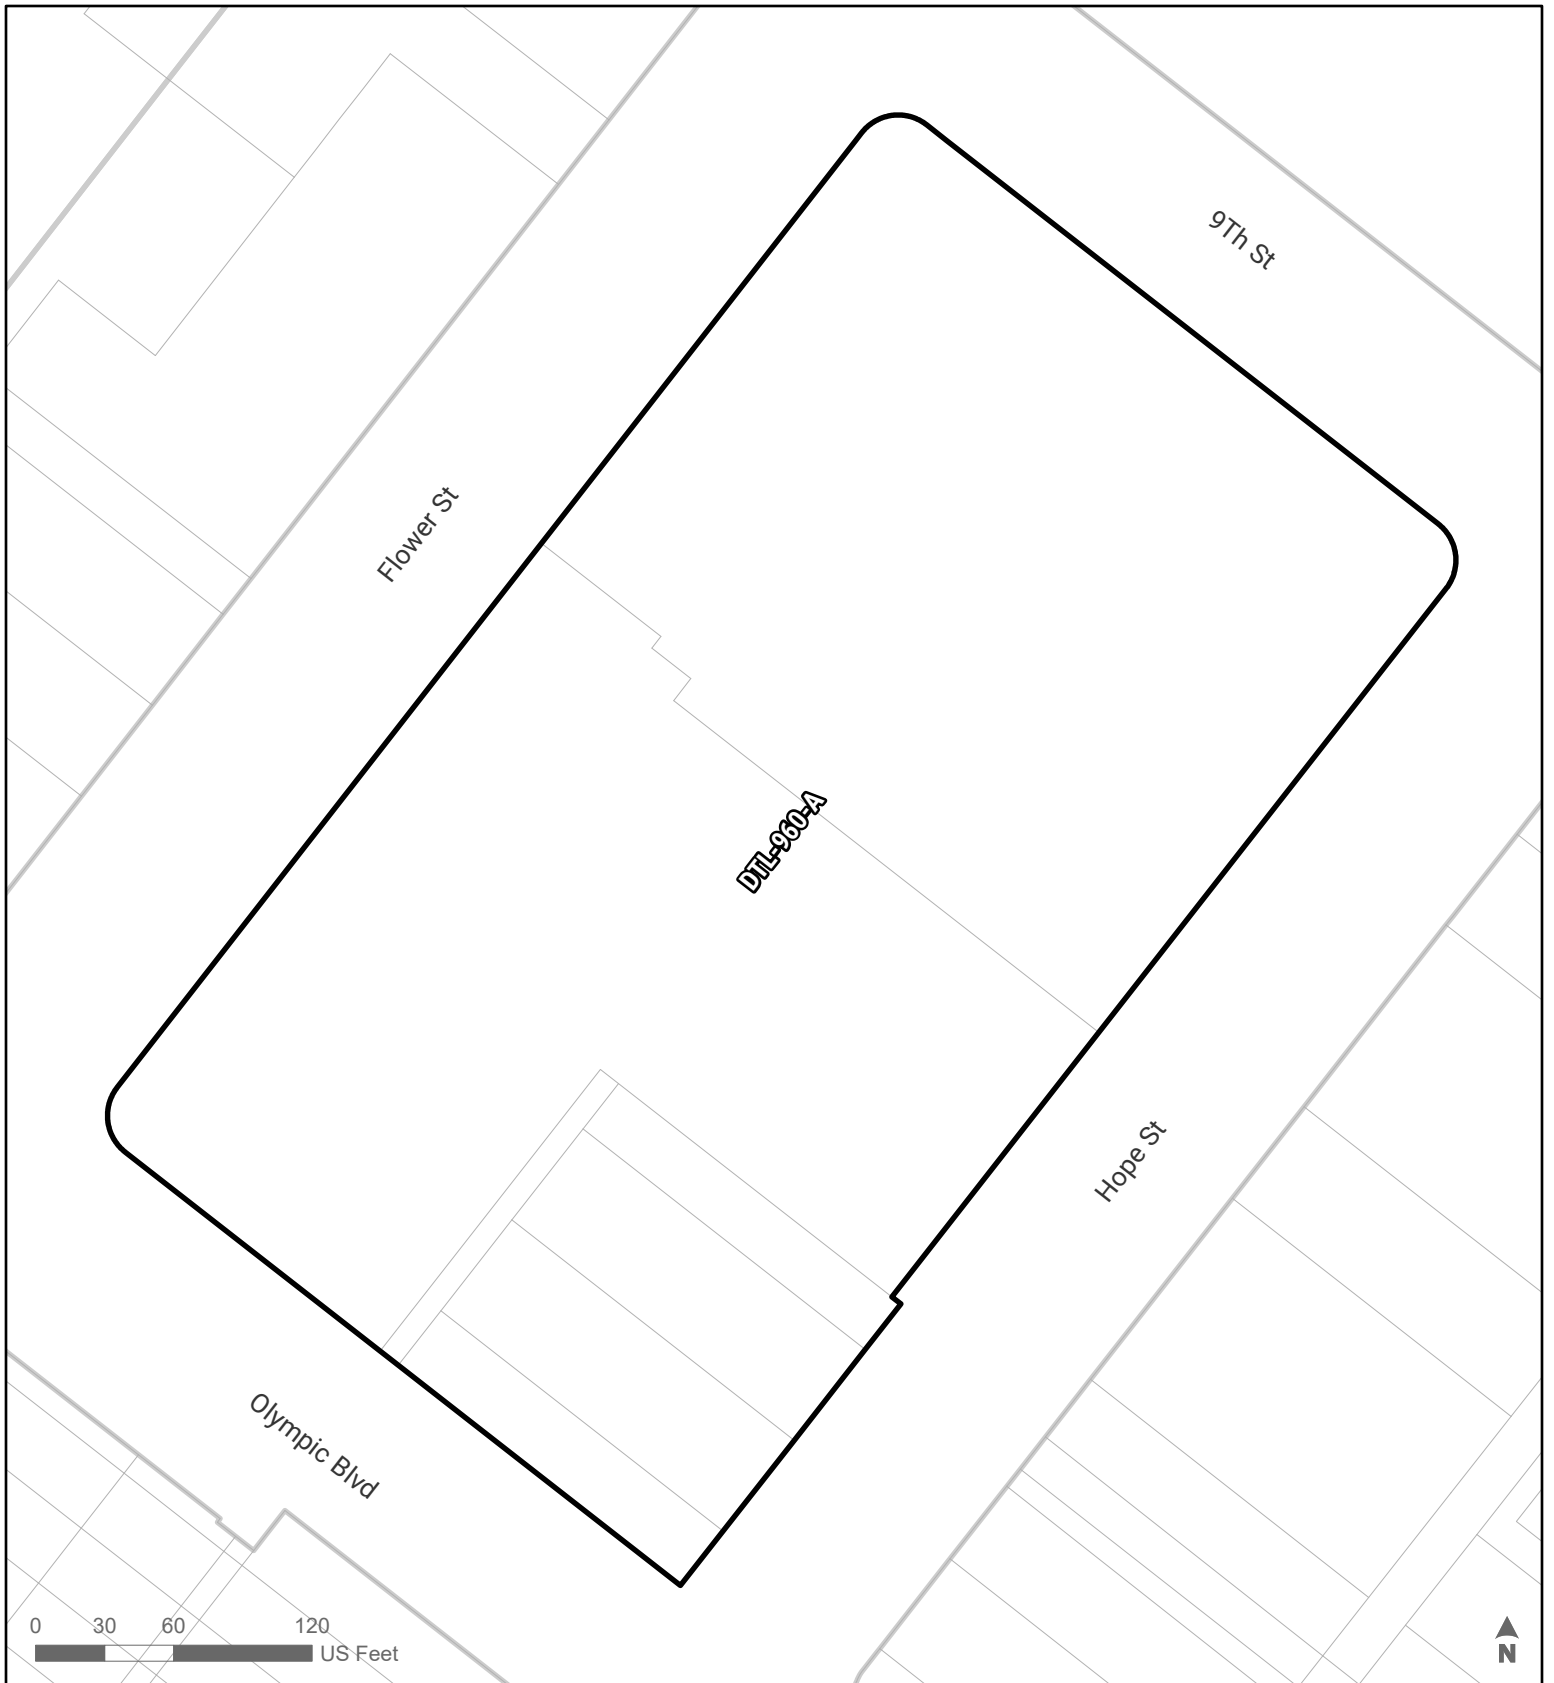 9Th St
Flower St
DTL-960-A
Hope St
Olympic Blvd
0 30 60 120
US Feet
N